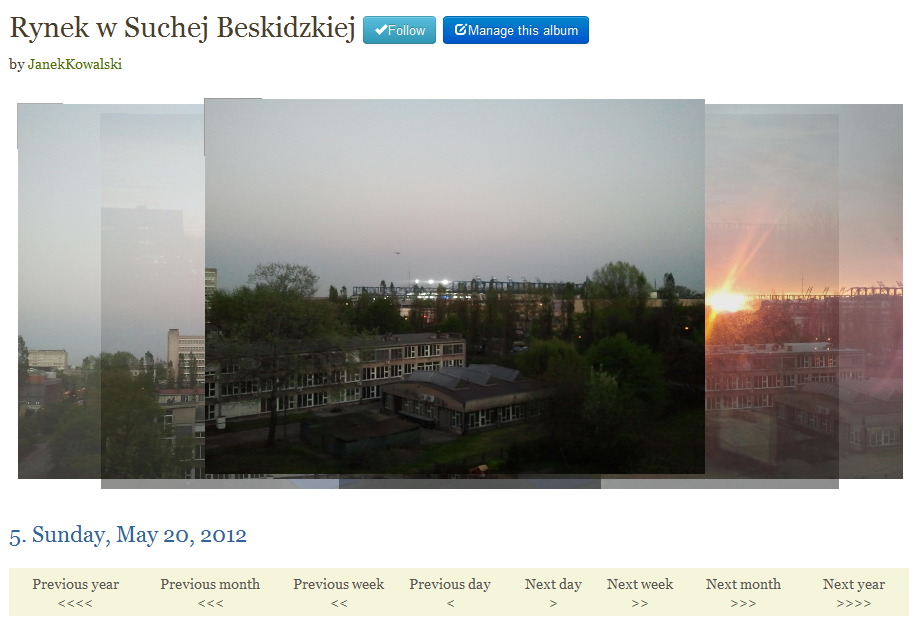 Rynek w Suchej Beskidzkiej Follow Manage this album
by JanekKowalski
5. Sunday, May 20, 2012
Previous year Previous month Previous week Previous day Next day Next week Next month Next year
<<<< <<< << < > >> >>> >>>>